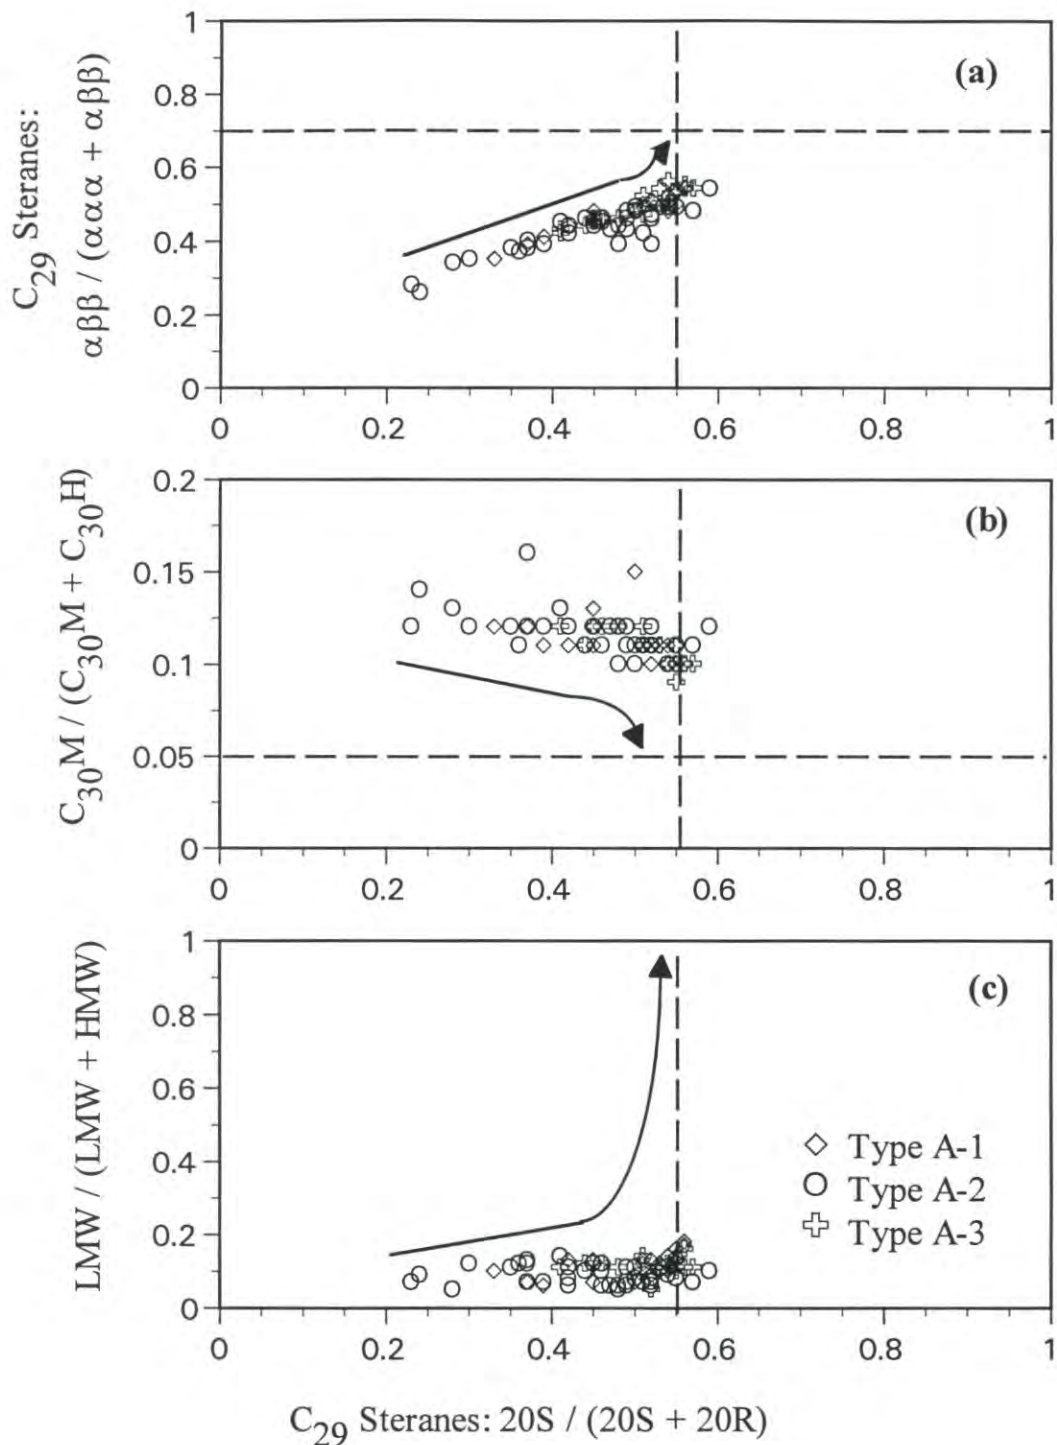 (a)
C29 Steranes:
αββ / (ααα + αββ)
1
0.8
0.6
0.4
0.2
0
0 0.2 0.4 0.6 0.8 1
(b)
C30M / (C30M + C30H)
0.2
0.15
0.1
0.05
0
0 0.2 0.4 0.6 0.8 1
(c)
LMW / (LMW + HMW)
1
0.8
0.6
0.4
0.2
0
Type A-1
Type A-2
Type A-3
0 0.2 0.4 0.6 0.8 1
C29 Steranes: 20S / (20S + 20R)